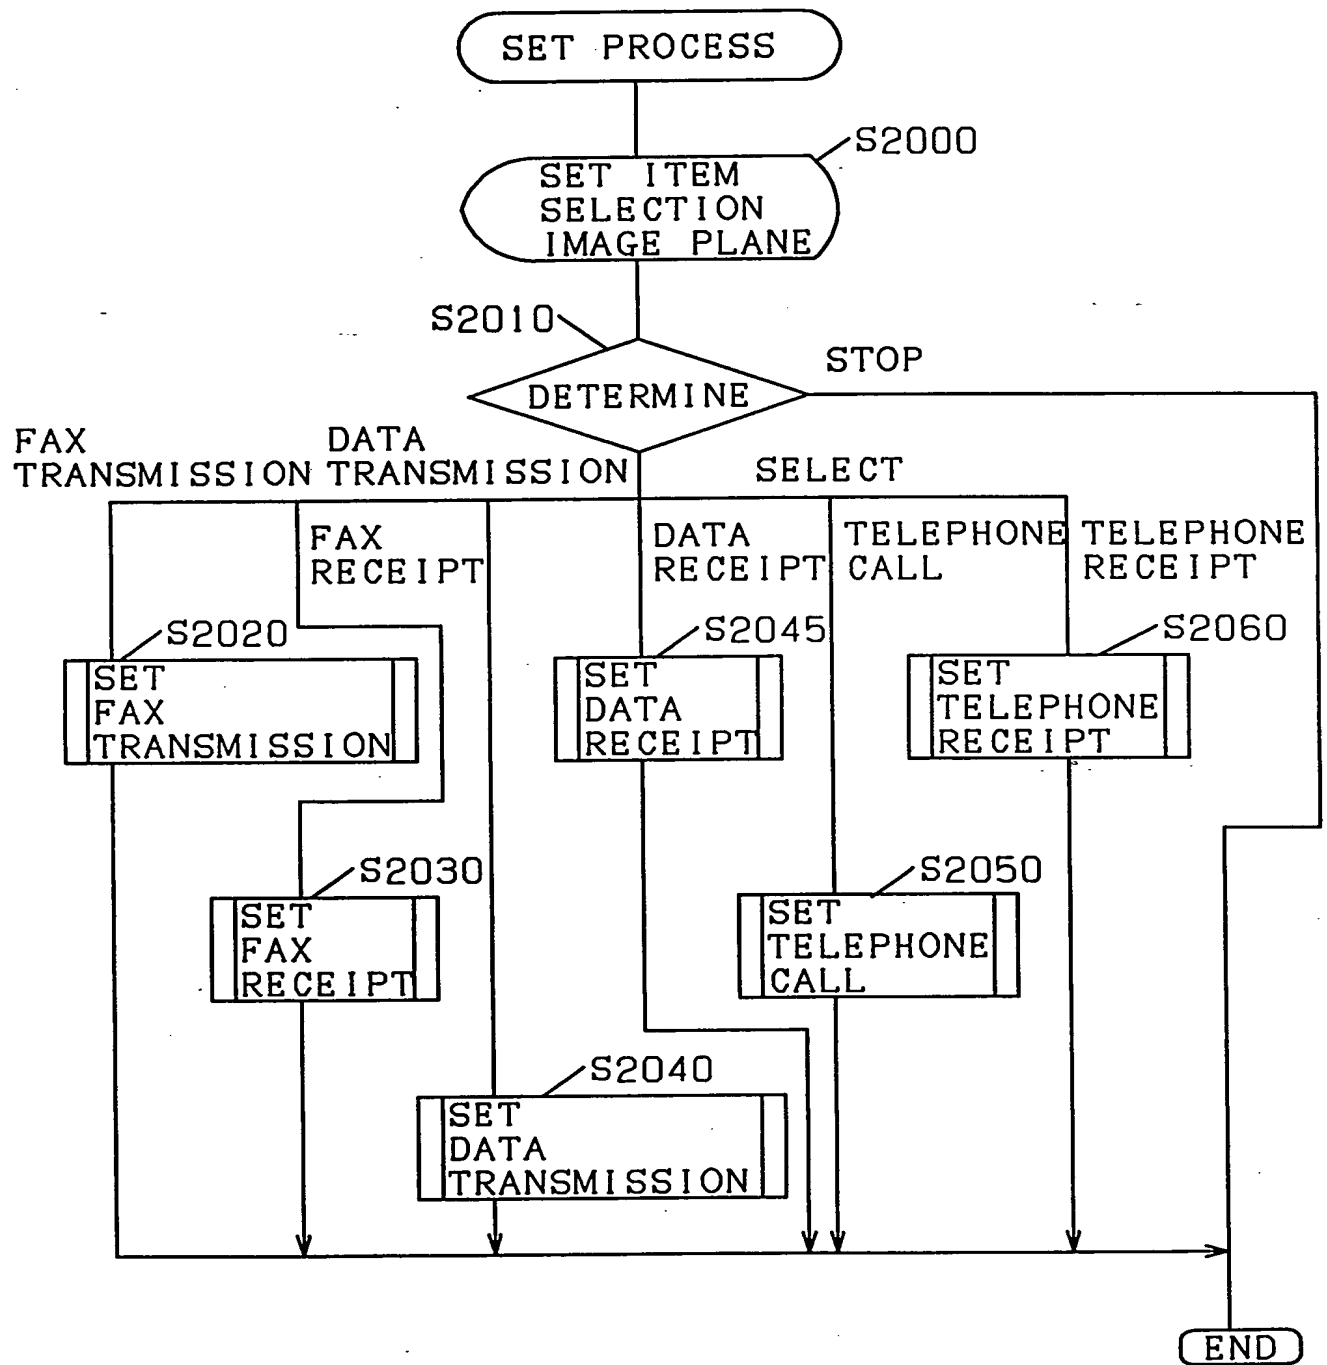 SET PROCESS
S2000
SET ITEM
SELECTION
IMAGE PLANE
S2010
DETERMINE
STOP
FAX
TRANSMISSION
DATA
TRANSMISSION
SELECT
FAX
RECEIPT
DATA
RECEIPT
TELEPHONE
CALL
TELEPHONE
RECEIPT
S2020
SET
FAX
TRANSMISSION
S2045
SET
DATA
RECEIPT
S2060
SET
TELEPHONE
RECEIPT
S2030
SET
FAX
RECEIPT
S2050
SET
TELEPHONE
CALL
S2040
SET
DATA
TRANSMISSION
END